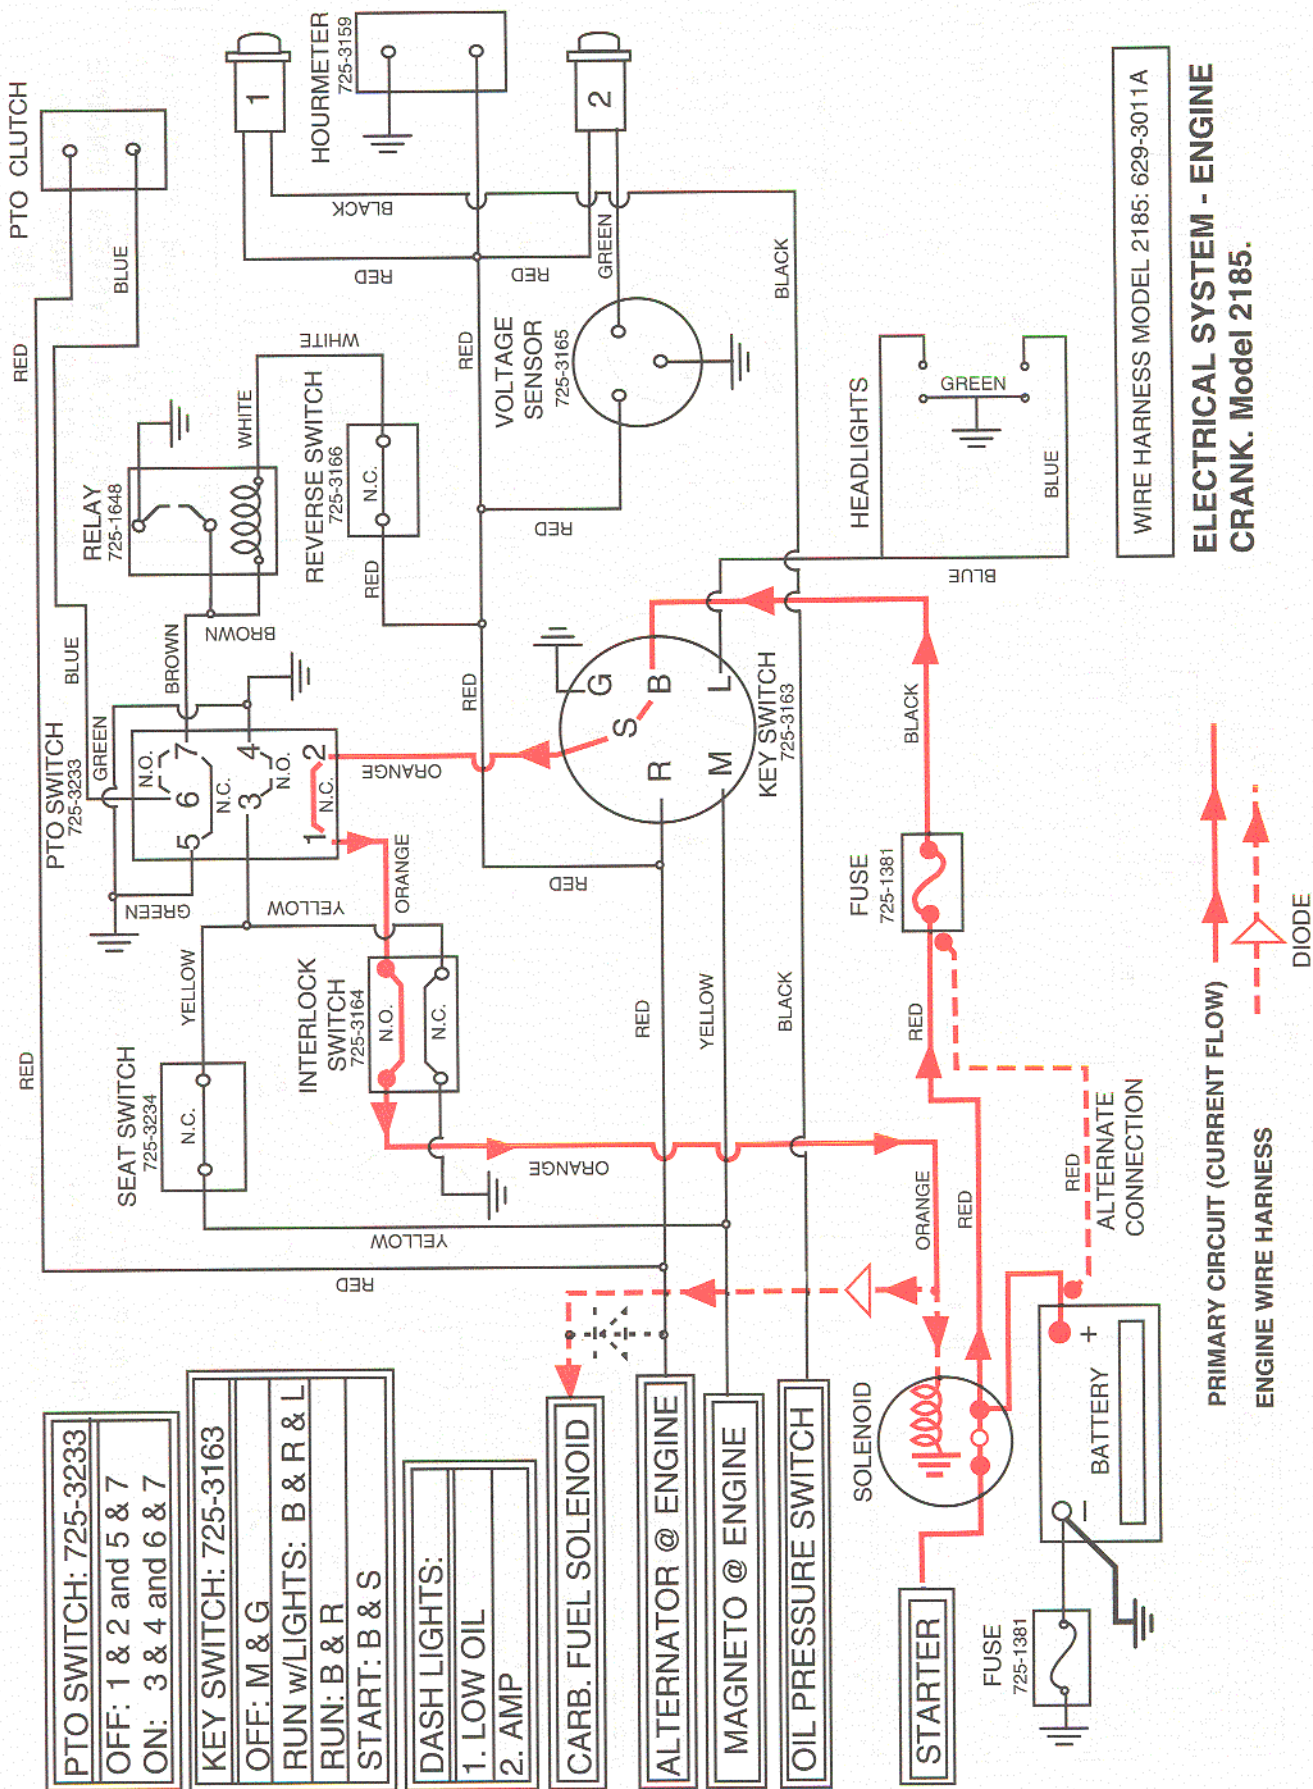 PTO CLUTCH
RED
BLUE
RELAY
725-1648
WHITE
WHITE
BROWN
BROWN
REVERSE SWITCH
725-3166
N.C.
RED
1
HOURMETER
725-3159
BLACK
RED
RED
2
GREEN
RED
VOLTAGE
SENSOR
725-3165
RED
BLACK
HEADLIGHTS
GREEN
BLUE
BLUE
PTO SWITCH
725-3233
BLUE
GREEN
N.O.
7
6
5
N.C.
4
3
N.O.
2
1
N.C.
GREEN
YELLOW
ORANGE
ORANGE
RED
RED
KEY SWITCH
725-3163
G
B
L
S
R
M
BLACK
FUSE
725-1381
RED
RED
SEAT SWITCH
725-3234
N.C.
YELLOW
YELLOW
INTERLOCK
SWITCH
725-3164
N.O.
N.C.
RED
YELLOW
BLACK
ORANGE
ORANGE
RED
RED
RED
ALTERNATE
CONNECTION
SOLENOID
BATTERY
+
–
FUSE
725-1381
PTO SWITCH: 725-3233
OFF: 1 & 2 and 5 & 7
ON: 3 & 4 and 6 & 7
KEY SWITCH: 725-3163
OFF: M & G
RUN w/LIGHTS: B & R & L
RUN: B & R
START: B & S
DASH LIGHTS:
1. LOW OIL
2. AMP
CARB. FUEL SOLENOID
ALTERNATOR @ ENGINE
MAGNETO @ ENGINE
OIL PRESSURE SWITCH
STARTER
PRIMARY CIRCUIT (CURRENT FLOW)
ENGINE WIRE HARNESS
DIODE
WIRE HARNESS MODEL 2185: 629-3011A
ELECTRICAL SYSTEM - ENGINE
CRANK. Model 2185.